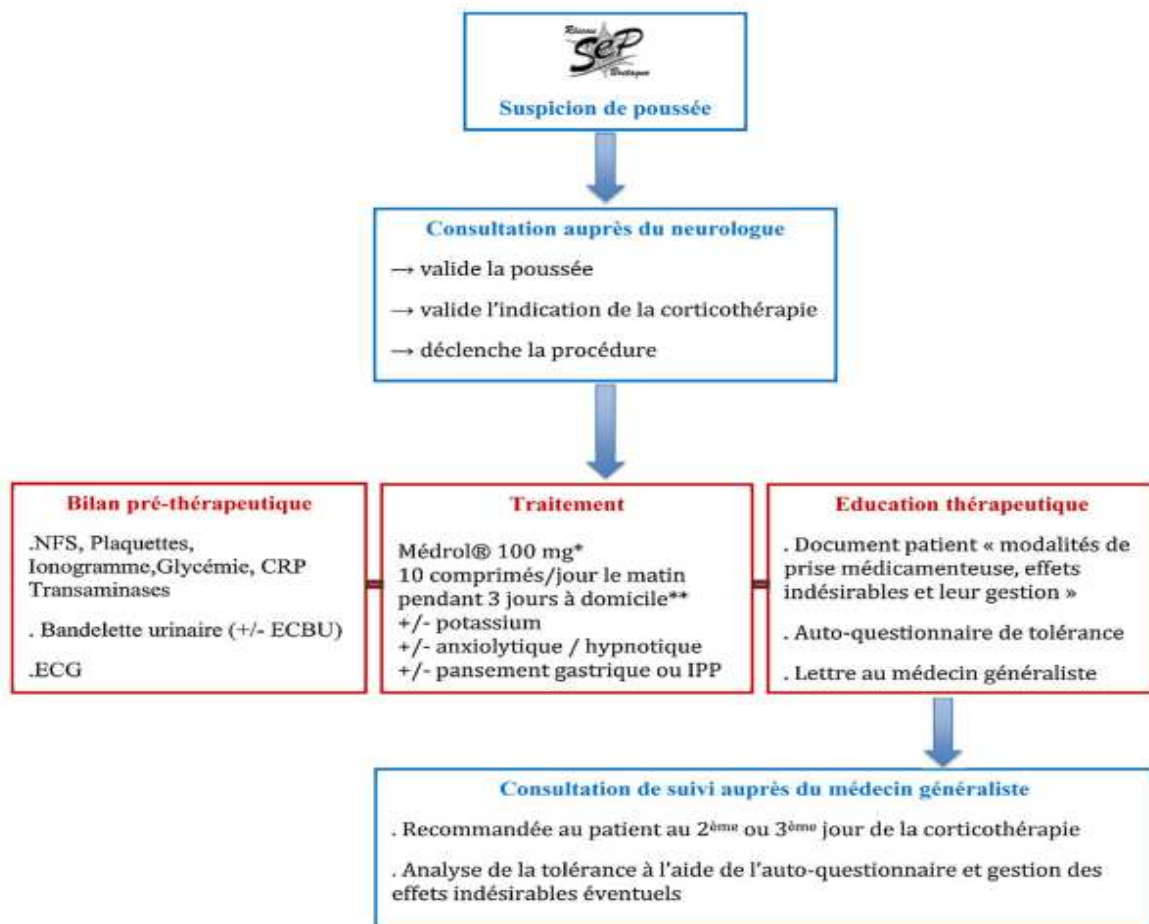 Réseau
SeP
Bretagne
Suspicion de poussée
Consultation auprès du neurologue
→ valide la poussée
→ valide l'indication de la corticothérapie
→ déclenche la procédure
Bilan pré-thérapeutique
.NFS, Plaquettes,
Ionogramme,Glycémie, CRP
Transaminases
. Bandelette urinaire (+/- ECBU)
.ECG
Traitement
Médrol® 100 mg*
10 comprimés/jour le matin
pendant 3 jours à domicile**
+/- potassium
+/- anxiolytique / hypnotique
+/- pansement gastrique ou IPP
Education thérapeutique
. Document patient « modalités de
prise médicamenteuse, effets
indésirables et leur gestion »
. Auto-questionnaire de tolérance
. Lettre au médecin généraliste
Consultation de suivi auprès du médecin généraliste
. Recommandée au patient au 2ème ou 3ème jour de la corticothérapie
. Analyse de la tolérance à l'aide de l'auto-questionnaire et gestion des
effets indésirables éventuels